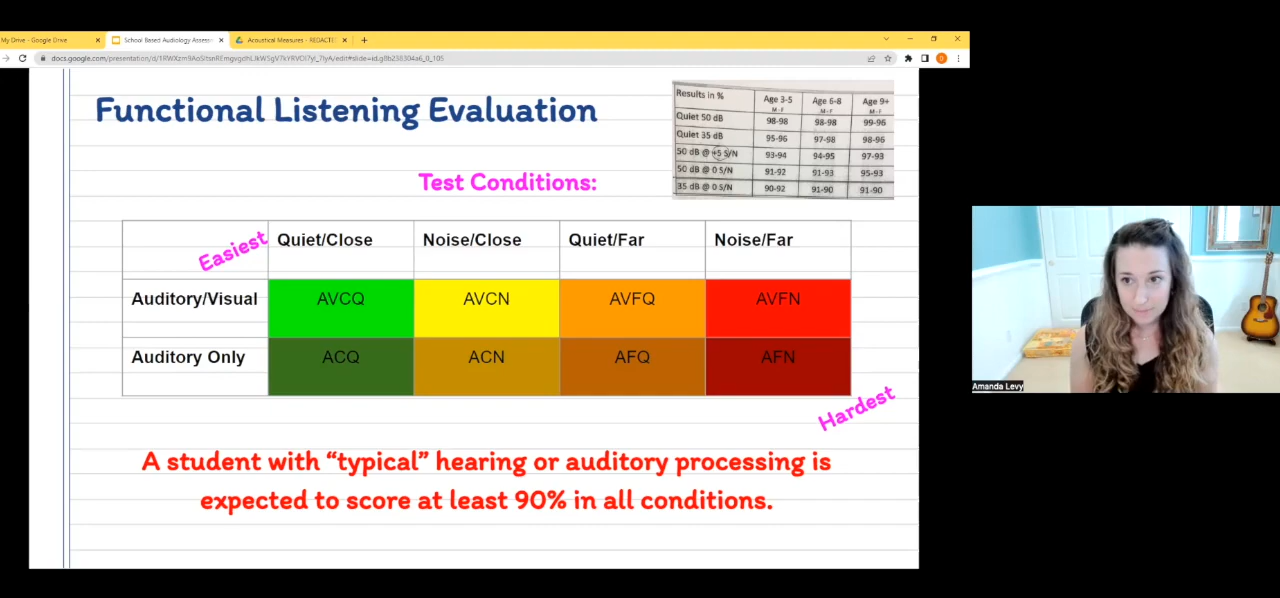 My Drive - Google Drive
School Based Audiology Assess
Acoustical Measures - REDACTE
Functional Listening Evaluation
Results in % Age 3-5 Age 6-8 Age 9+
M - F M - F M - F
Quiet 50 dB 98-98 98-98 99-96
Quiet 35 dB 95-96 97-98 98-96
50 dB @ +5 S/N 93-94 94-95 97-93
50 dB @ 0 S/N 91-92 91-93 95-93
35 dB @ 0 S/N 90-92 91-90 91-90
Test Conditions:
Easiest
Quiet/Close Noise/Close Quiet/Far Noise/Far
Auditory/Visual AVCQ AVCN AVFQ AVFN
Auditory Only ACQ ACN AFQ AFN
Hardest
A student with “typical” hearing or auditory processing is
expected to score at least 90% in all conditions.
Amanda Levy